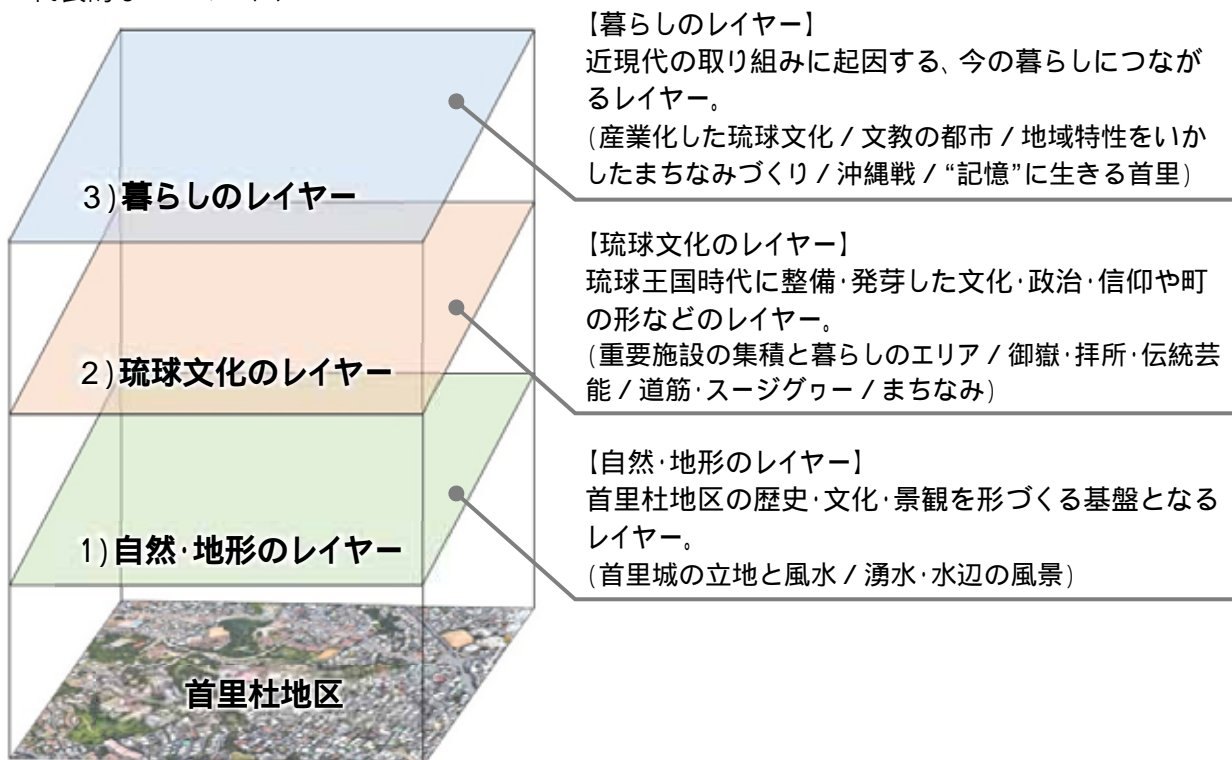 【暮らしのレイヤー】
近現代の取り組みに起因する、今の暮らしにつなが
るレイヤー。
(産業化した琉球文化 / 文教の都市 / 地域特性をいか
したまちなみづくり / 沖縄戦 / “記憶”に生きる首里)
3)暮らしのレイヤー
【琉球文化のレイヤー】
琉球王国時代に整備･発芽した文化･政治･信仰や町
の形などのレイヤー。
(重要施設の集積と暮らしのエリア / 御嶽･拝所･伝統芸
能 / 道筋･スージグヮー / まちなみ)
2)琉球文化のレイヤー
【自然･地形のレイヤー】
首里杜地区の歴史･文化･景観を形づくる基盤となる
レイヤー。
(首里城の立地と風水 / 湧水･水辺の風景)
1)自然･地形のレイヤー
首里杜地区